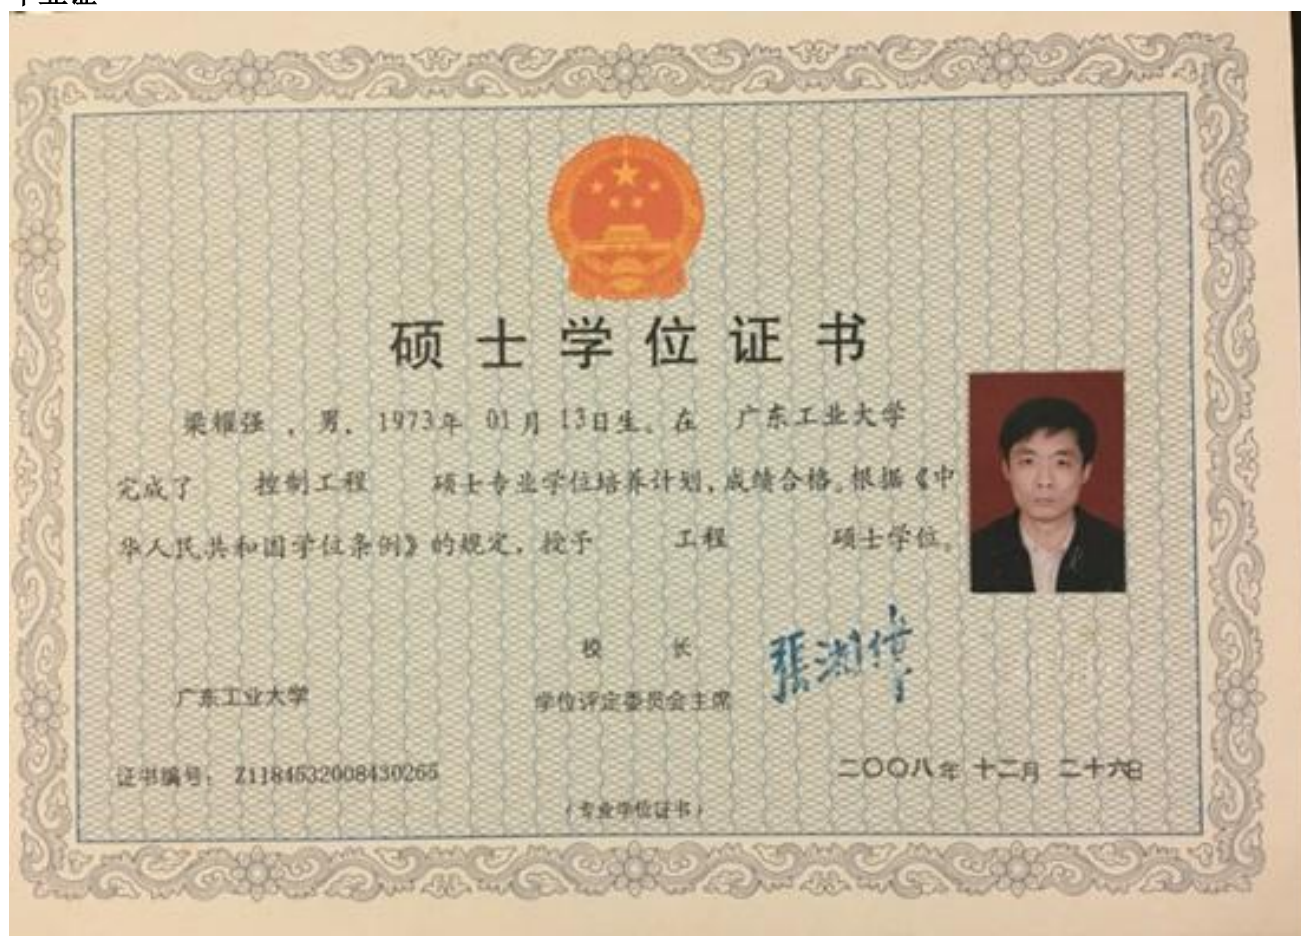 毕业证
硕士学位证书
梁耀强，男，1973年 01月 13日生。在 广东工业大学
完成了 控制工程 硕士专业学位培养计划，成绩合格。根据《中
华人民共和国学位条例》的规定，授予 工程 硕士学位。
校 长
张湘伟
广东工业大学 学位评定委员会主席
证书编号：Z1184532008430265 二〇〇八年 十二月 二十六日
（专业学位证书）